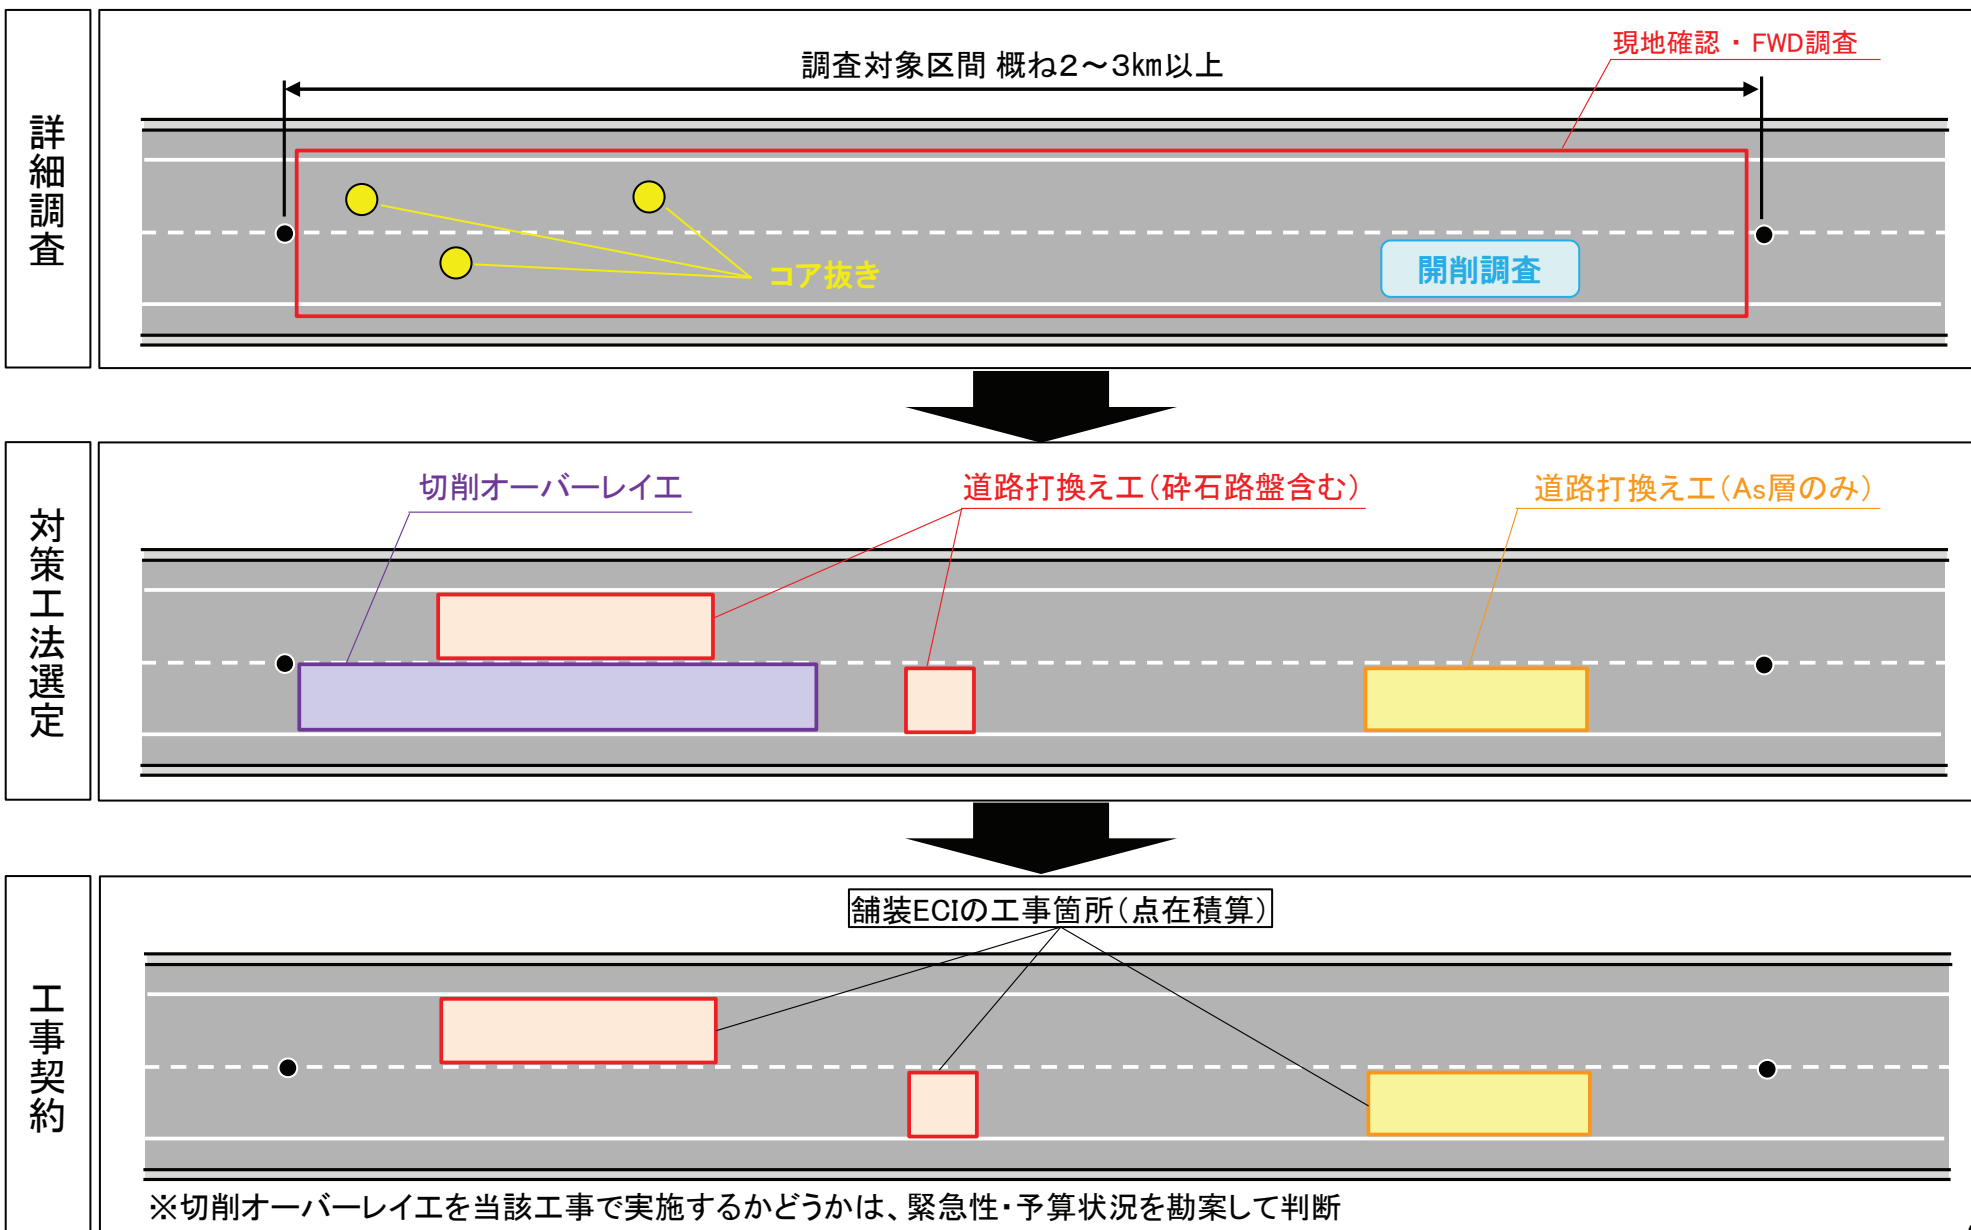 詳細調査
現地確認・FWD調査
調査対象区間 概ね2～3㎞以上
コア抜き
開削調査
対策工法選定
切削オーバーレイ工
道路打換え工(砕石路盤含む)
道路打換え工(As層のみ)
工事契約
舗装ECIの工事箇所(点在積算)
※切削オーバーレイ工を当該工事で実施するかどうかは、緊急性・予算状況を勘案して判断